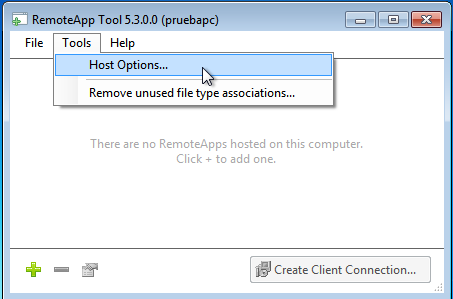 RemoteApp Tool 5.3.0.0 (pruebapc)
File Tools Help
Host Options...
Remove unused file type associations...
There are no RemoteApps hosted on this computer.
Click + to add one.
Create Client Connection...